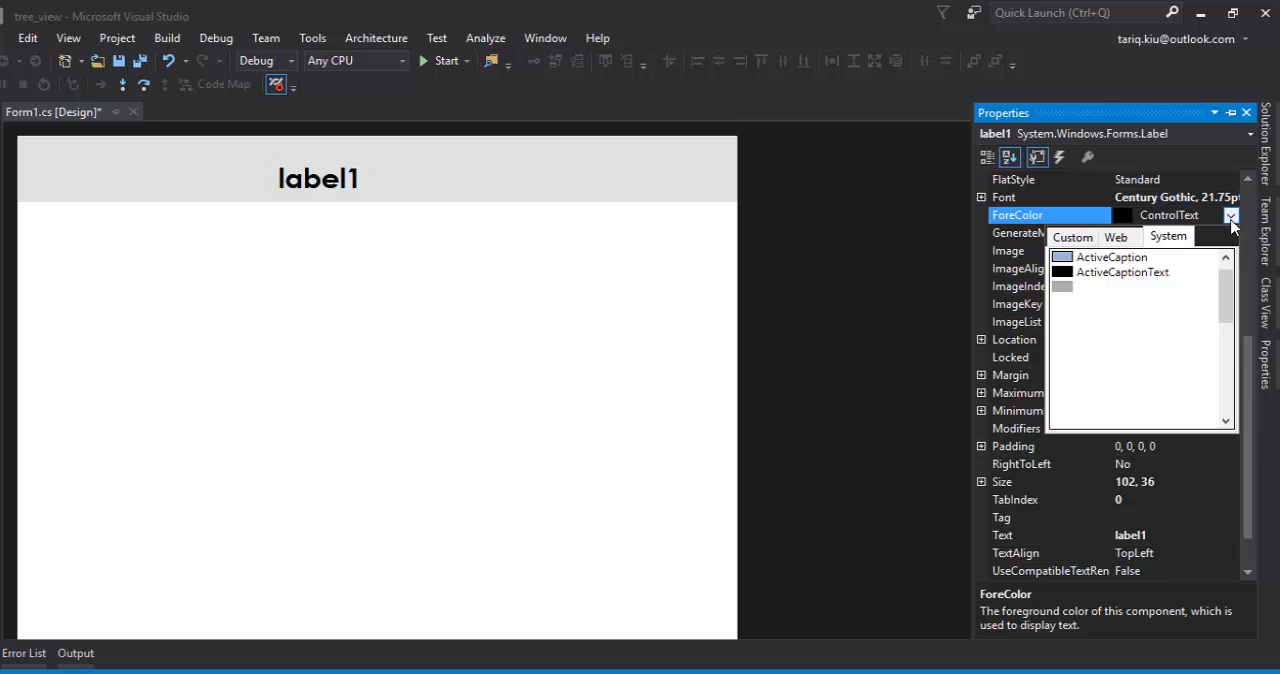 tree_view - Microsoft Visual Studio
Quick Launch (Ctrl+Q)
Edit View Project Build Debug Team Tools Architecture Test Analyze Window Help
tariq.kiu@outlook.com
Debug Any CPU Start
Code Map
Form1.cs [Design]*
Properties
label1 System.Windows.Forms.Label
label1
FlatStyle Standard
Font Century Gothic, 21.75pt
ForeColor ControlText
GenerateM
Custom Web System
Image
ActiveCaption
ImageAlig
ActiveCaptionText
ImageInde
ImageKey
ImageList
Location
Locked
Margin
Maximum
Minimum
Modifiers
Padding 0, 0, 0, 0
RightToLeft No
Size 102, 36
TabIndex 0
Tag
Text label1
TextAlign TopLeft
UseCompatibleTextRen False
ForeColor
The foreground color of this component, which is
used to display text.
Solution Explorer
Team Explorer
Class View
Properties
Error List Output